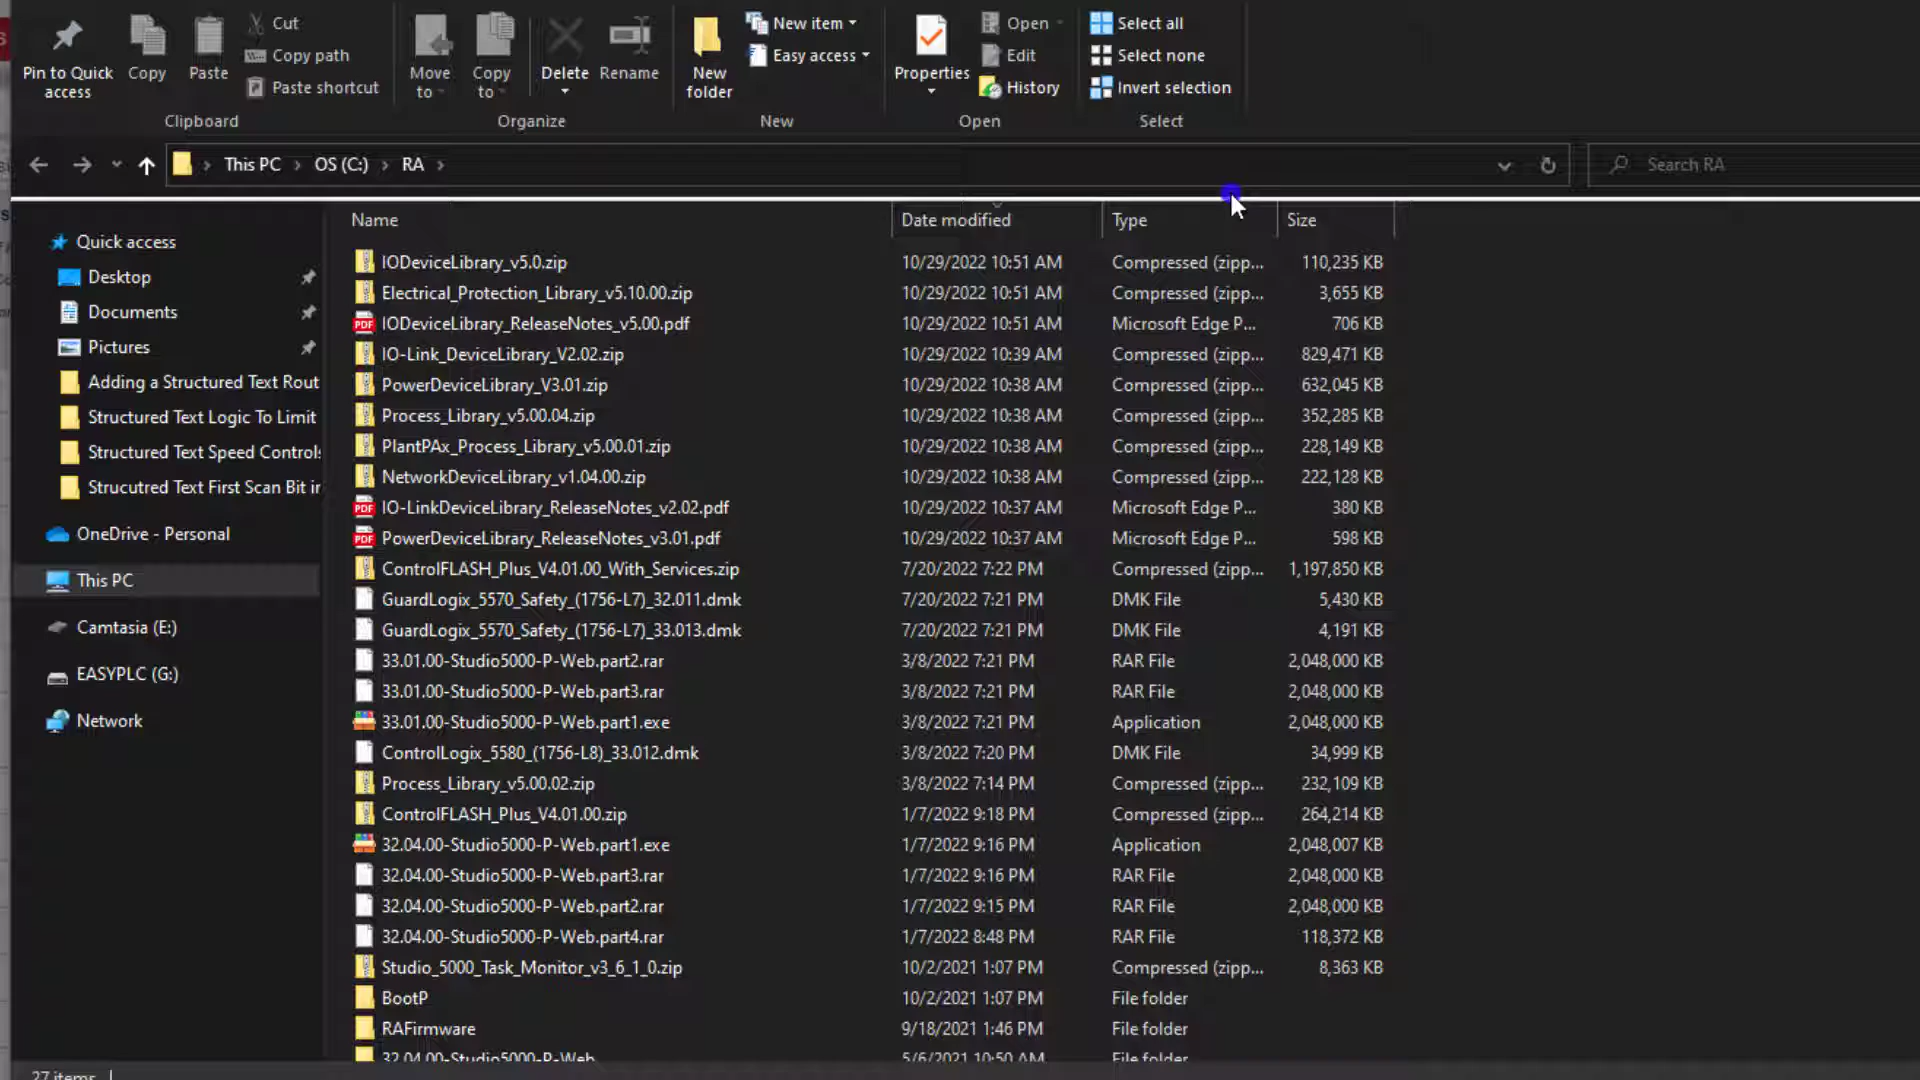 Pin to Quick access
Copy
Paste
Cut
Copy path
Paste shortcut
Clipboard
Move to
Copy to
Delete
Rename
Organize
New folder
New item
Easy access
New
Properties
Open
Edit
History
Open
Select all
Select none
Invert selection
Select
This PC > OS (C:) > RA >
Search RA
Quick access
Desktop
Documents
Pictures
Adding a Structured Text Rout
Structured Text Logic To Limit
Structured Text Speed Controls
Strucutred Text First Scan Bit in
OneDrive - Personal
This PC
Camtasia (E:)
EASYPLC (G:)
Network
Name Date modified Type Size
IODeviceLibrary_v5.0.zip 10/29/2022 10:51 AM Compressed (zipp... 110,235 KB
Electrical_Protection_Library_v5.10.00.zip 10/29/2022 10:51 AM Compressed (zipp... 3,655 KB
IODeviceLibrary_ReleaseNotes_v5.00.pdf 10/29/2022 10:51 AM Microsoft Edge P... 706 KB
IO-Link_DeviceLibrary_V2.02.zip 10/29/2022 10:39 AM Compressed (zipp... 829,471 KB
PowerDeviceLibrary_V3.01.zip 10/29/2022 10:38 AM Compressed (zipp... 632,045 KB
Process_Library_v5.00.04.zip 10/29/2022 10:38 AM Compressed (zipp... 352,285 KB
PlantPAx_Process_Library_v5.00.01.zip 10/29/2022 10:38 AM Compressed (zipp... 228,149 KB
NetworkDeviceLibrary_v1.04.00.zip 10/29/2022 10:38 AM Compressed (zipp... 222,128 KB
IO-LinkDeviceLibrary_ReleaseNotes_v2.02.pdf 10/29/2022 10:37 AM Microsoft Edge P... 380 KB
PowerDeviceLibrary_ReleaseNotes_v3.01.pdf 10/29/2022 10:37 AM Microsoft Edge P... 598 KB
ControlFLASH_Plus_V4.01.00_With_Services.zip 7/20/2022 7:22 PM Compressed (zipp... 1,197,850 KB
GuardLogix_5570_Safety_(1756-L7)_32.011.dmk 7/20/2022 7:21 PM DMK File 5,430 KB
GuardLogix_5570_Safety_(1756-L7)_33.013.dmk 7/20/2022 7:21 PM DMK File 4,191 KB
33.01.00-Studio5000-P-Web.part2.rar 3/8/2022 7:21 PM RAR File 2,048,000 KB
33.01.00-Studio5000-P-Web.part3.rar 3/8/2022 7:21 PM RAR File 2,048,000 KB
33.01.00-Studio5000-P-Web.part1.exe 3/8/2022 7:21 PM Application 2,048,000 KB
ControlLogix_5580_(1756-L8)_33.012.dmk 3/8/2022 7:20 PM DMK File 34,999 KB
Process_Library_v5.00.02.zip 3/8/2022 7:14 PM Compressed (zipp... 232,109 KB
ControlFLASH_Plus_V4.01.00.zip 1/7/2022 9:18 PM Compressed (zipp... 264,214 KB
32.04.00-Studio5000-P-Web.part1.exe 1/7/2022 9:16 PM Application 2,048,007 KB
32.04.00-Studio5000-P-Web.part3.rar 1/7/2022 9:16 PM RAR File 2,048,000 KB
32.04.00-Studio5000-P-Web.part2.rar 1/7/2022 9:15 PM RAR File 2,048,000 KB
32.04.00-Studio5000-P-Web.part4.rar 1/7/2022 8:48 PM RAR File 118,372 KB
Studio_5000_Task_Monitor_v3_6_1_0.zip 10/2/2021 1:07 PM Compressed (zipp... 8,363 KB
BootP 10/2/2021 1:07 PM File folder
RAFirmware 9/18/2021 1:46 PM File folder
32.04.00-Studio5000-P-Web 5/6/2021 10:50 AM File folder
27 items